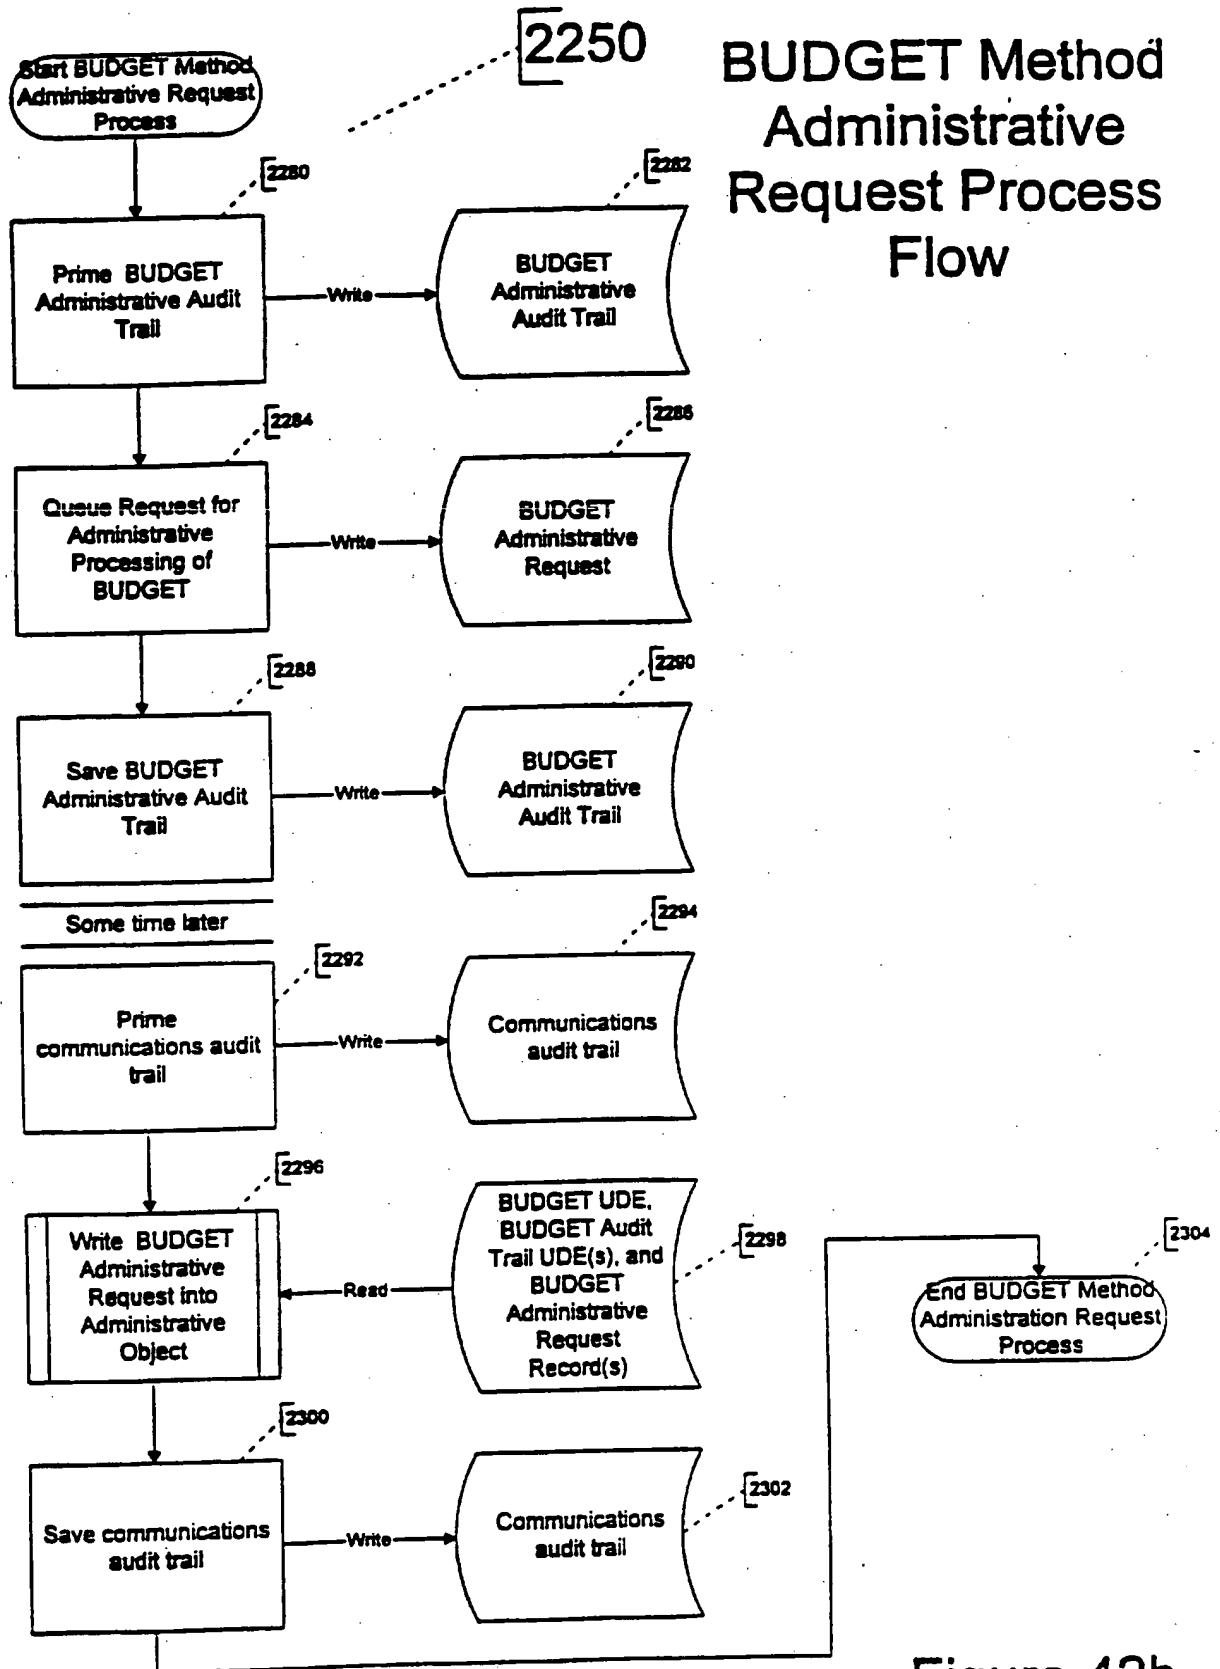 2250
BUDGET Method
Administrative
Request Process
Flow
Start BUDGET Method
Administrative Request
Process
2280
Prime BUDGET
Administrative Audit
Trail
Write
2282
BUDGET
Administrative
Audit Trail
2284
Queue Request for
Administrative
Processing of
BUDGET
Write
2286
BUDGET
Administrative
Request
2288
Save BUDGET
Administrative Audit
Trail
Write
2290
BUDGET
Administrative
Audit Trail
Some time later
2292
Prime
communications audit
trail
Write
2294
Communications
audit trail
2296
Write BUDGET
Administrative
Request into
Administrative
Object
Read
2298
BUDGET UDE,
BUDGET Audit
Trail UDE(s), and
BUDGET
Administrative
Request
Record(s)
2300
Save communications
audit trail
Write
2302
Communications
audit trail
2304
End BUDGET Method
Administration Request
Process